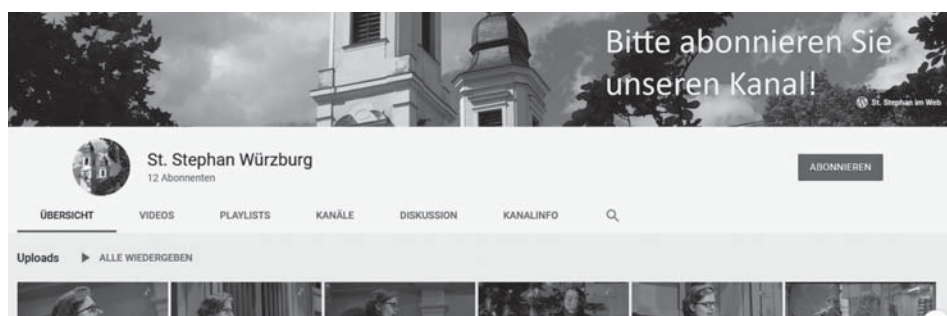 Bitte abonnieren Sie
unseren Kanal!
St. Stephan im Web
St. Stephan Würzburg
12 Abonnenten
ABONNIEREN
ÜBERSICHT VIDEOS PLAYLISTS KANÄLE DISKUSSION KANALINFO
Uploads ALLE WIEDERGEBEN